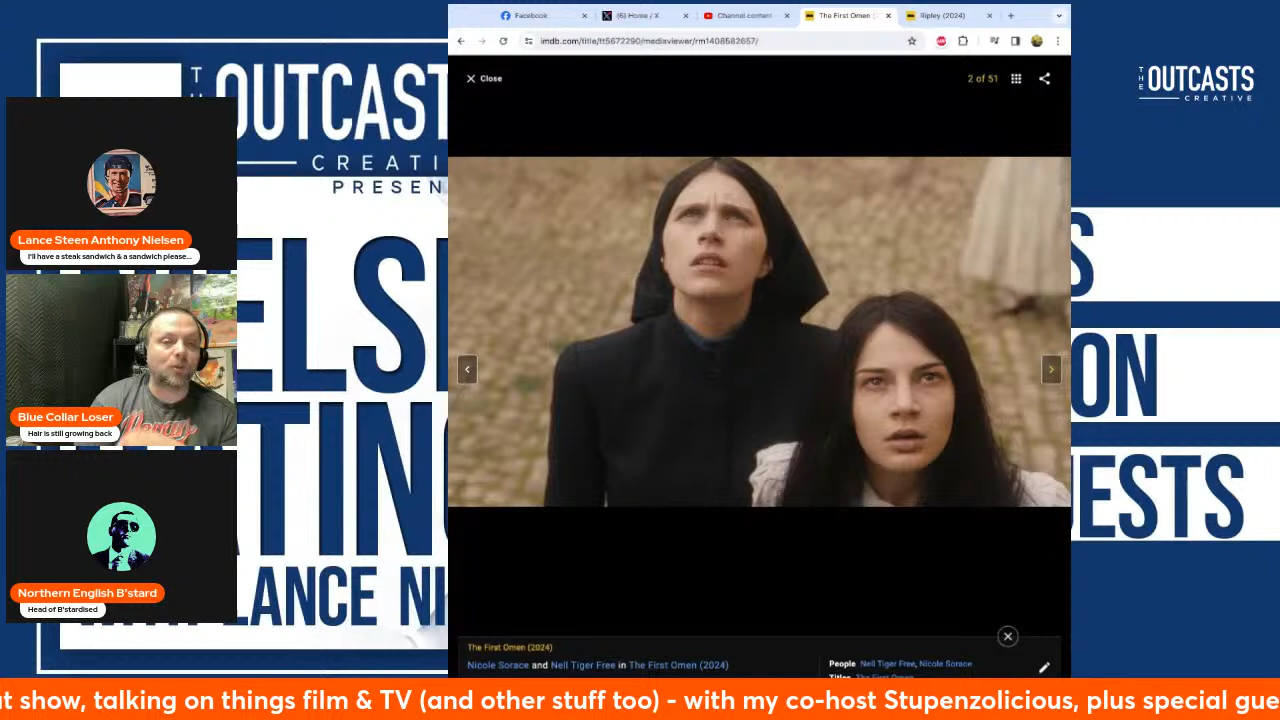 Facebook
(6) Home / X
Channel content
The First Omen (
Ripley (2024)
imdb.com/title/tt5672290/mediaviewer/rm1408582657/
Close
2 of 51
THE OUTCASTS
CREATIVE
T
OUTCAST
CREATI
PRESEN
ELS
TIN
LANCE NI
S
ON
ESTS
Lance Steen Anthony Nielsen
I'll have a steak sandwich & a sandwich please...
Blue Collar Loser
Hair is still growing back
Northern English B'stard
Head of B'stardised
The First Omen (2024)
Nicole Sorace and Nell Tiger Free in The First Omen (2024)
People Nell Tiger Free, Nicole Sorace
Titles The First Omen
at show, talking on things film & TV (and other stuff too) - with my co-host Stupenzolicious, plus special gue